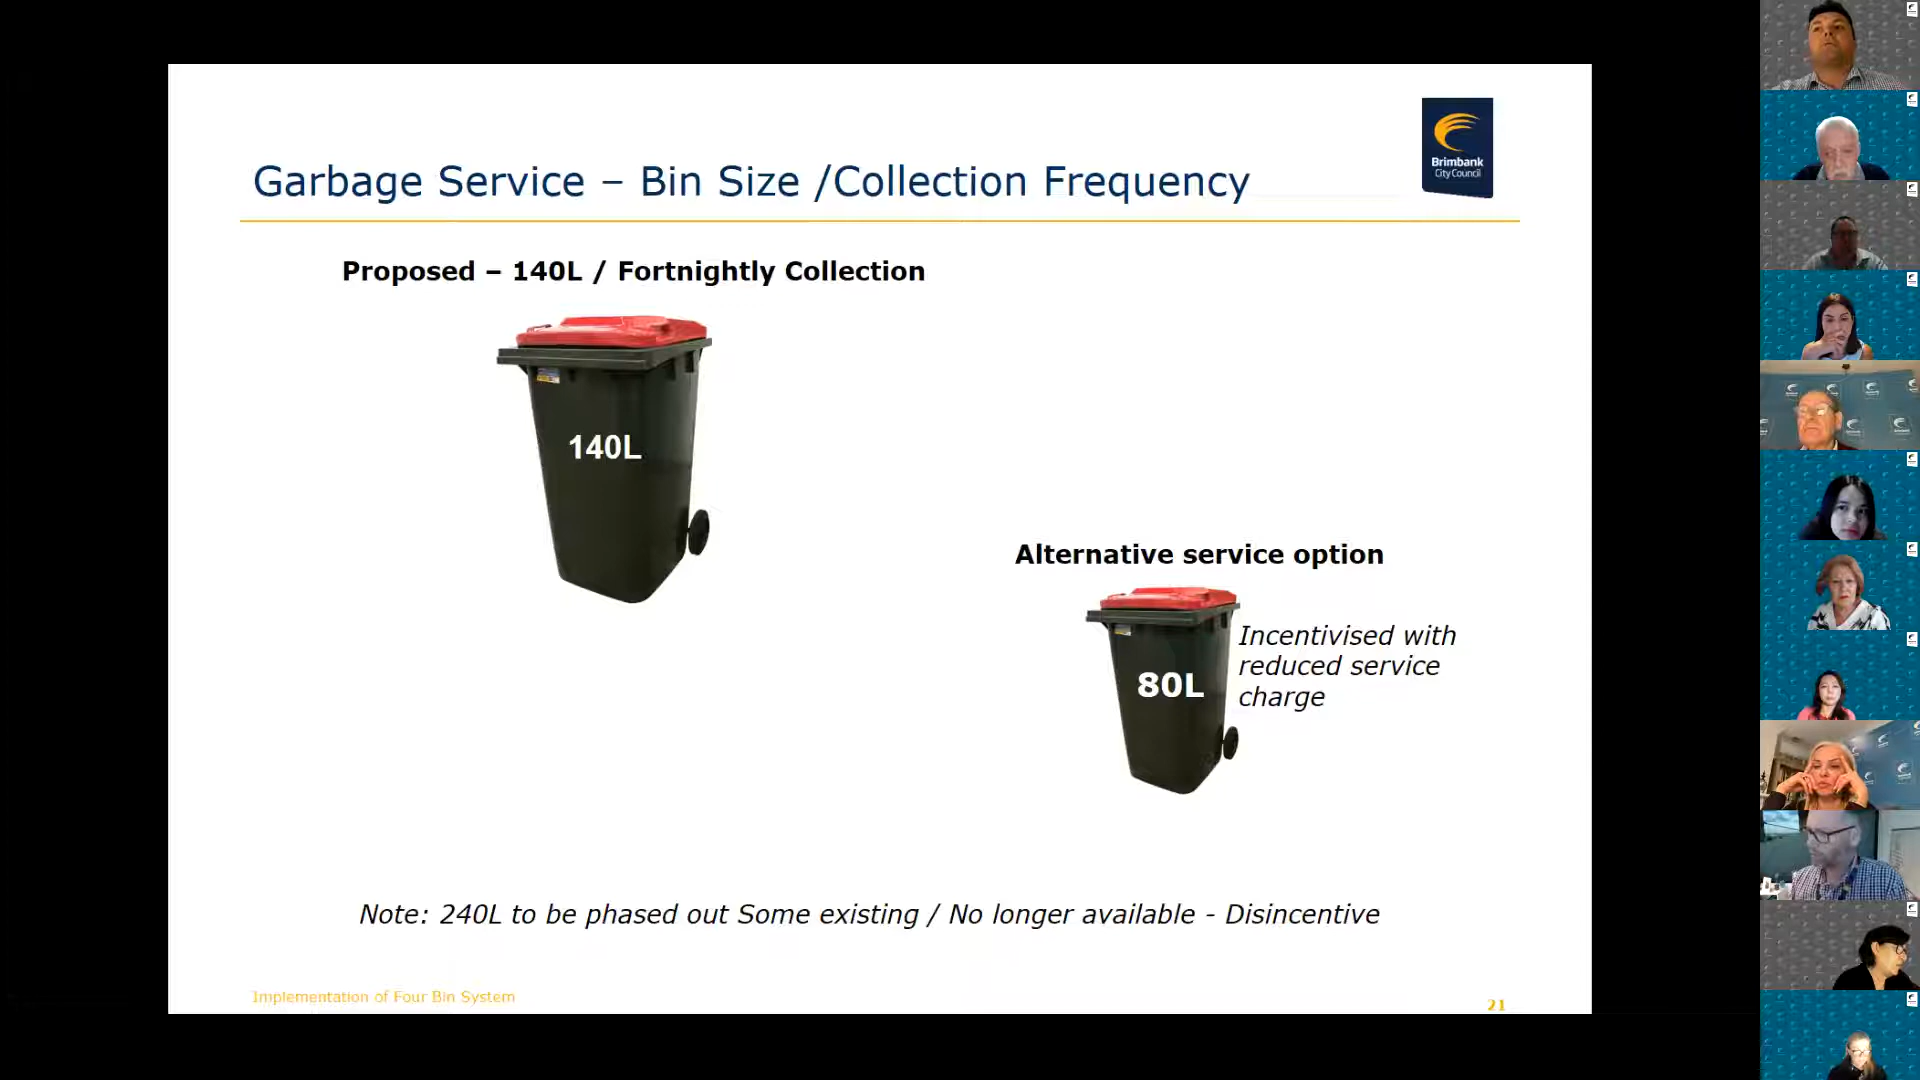 Garbage Service – Bin Size /Collection Frequency
Brimbank
City Council
Proposed – 140L / Fortnightly Collection
140L
Alternative service option
80L
Incentivised with
reduced service
charge
Note: 240L to be phased out Some existing / No longer available - Disincentive
Implementation of Four Bin System
21